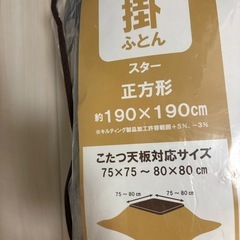 掛
ふとん
スター
正方形
約190×190cm
※キルティング製品加工許容範囲+5%、-3%
こたつ天板対応サイズ
75×75～80×80cm
75～80cm
75～80cm